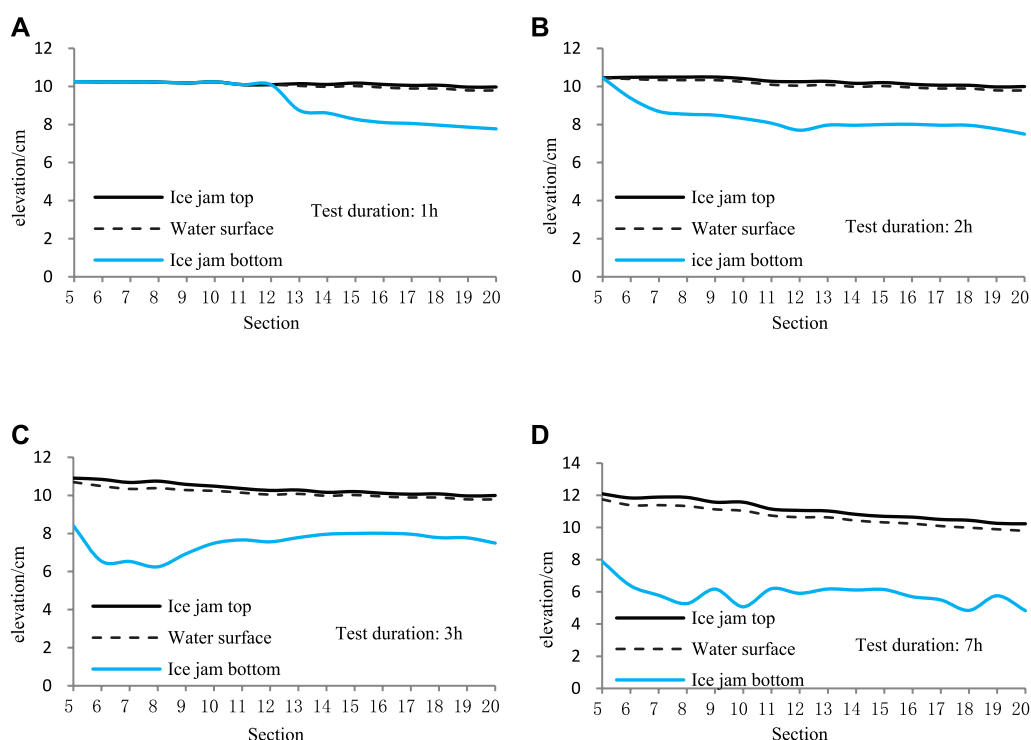 A
12
10
8
6
4
2
0
elevation/cm
Ice jam top
Water surface
Ice jam bottom
Test duration: 1h
5 6 7 8 9 10 11 12 13 14 15 16 17 18 19 20
Section
B
12
10
8
6
4
2
0
elevation/cm
Ice jam top
Water surface
ice jam bottom
Test duration: 2h
5 6 7 8 9 10 11 12 13 14 15 16 17 18 19 20
Section
C
12
10
8
6
4
2
0
elevation/cm
Ice jam top
Water surface
Ice jam bottom
Test duration: 3h
5 6 7 8 9 10 11 12 13 14 15 16 17 18 19 20
Section
D
14
12
10
8
6
4
2
0
elevation/cm
Ice jam top
Water surface
Ice jam bottom
Test duration: 7h
5 6 7 8 9 10 11 12 13 14 15 16 17 18 19 20
Section